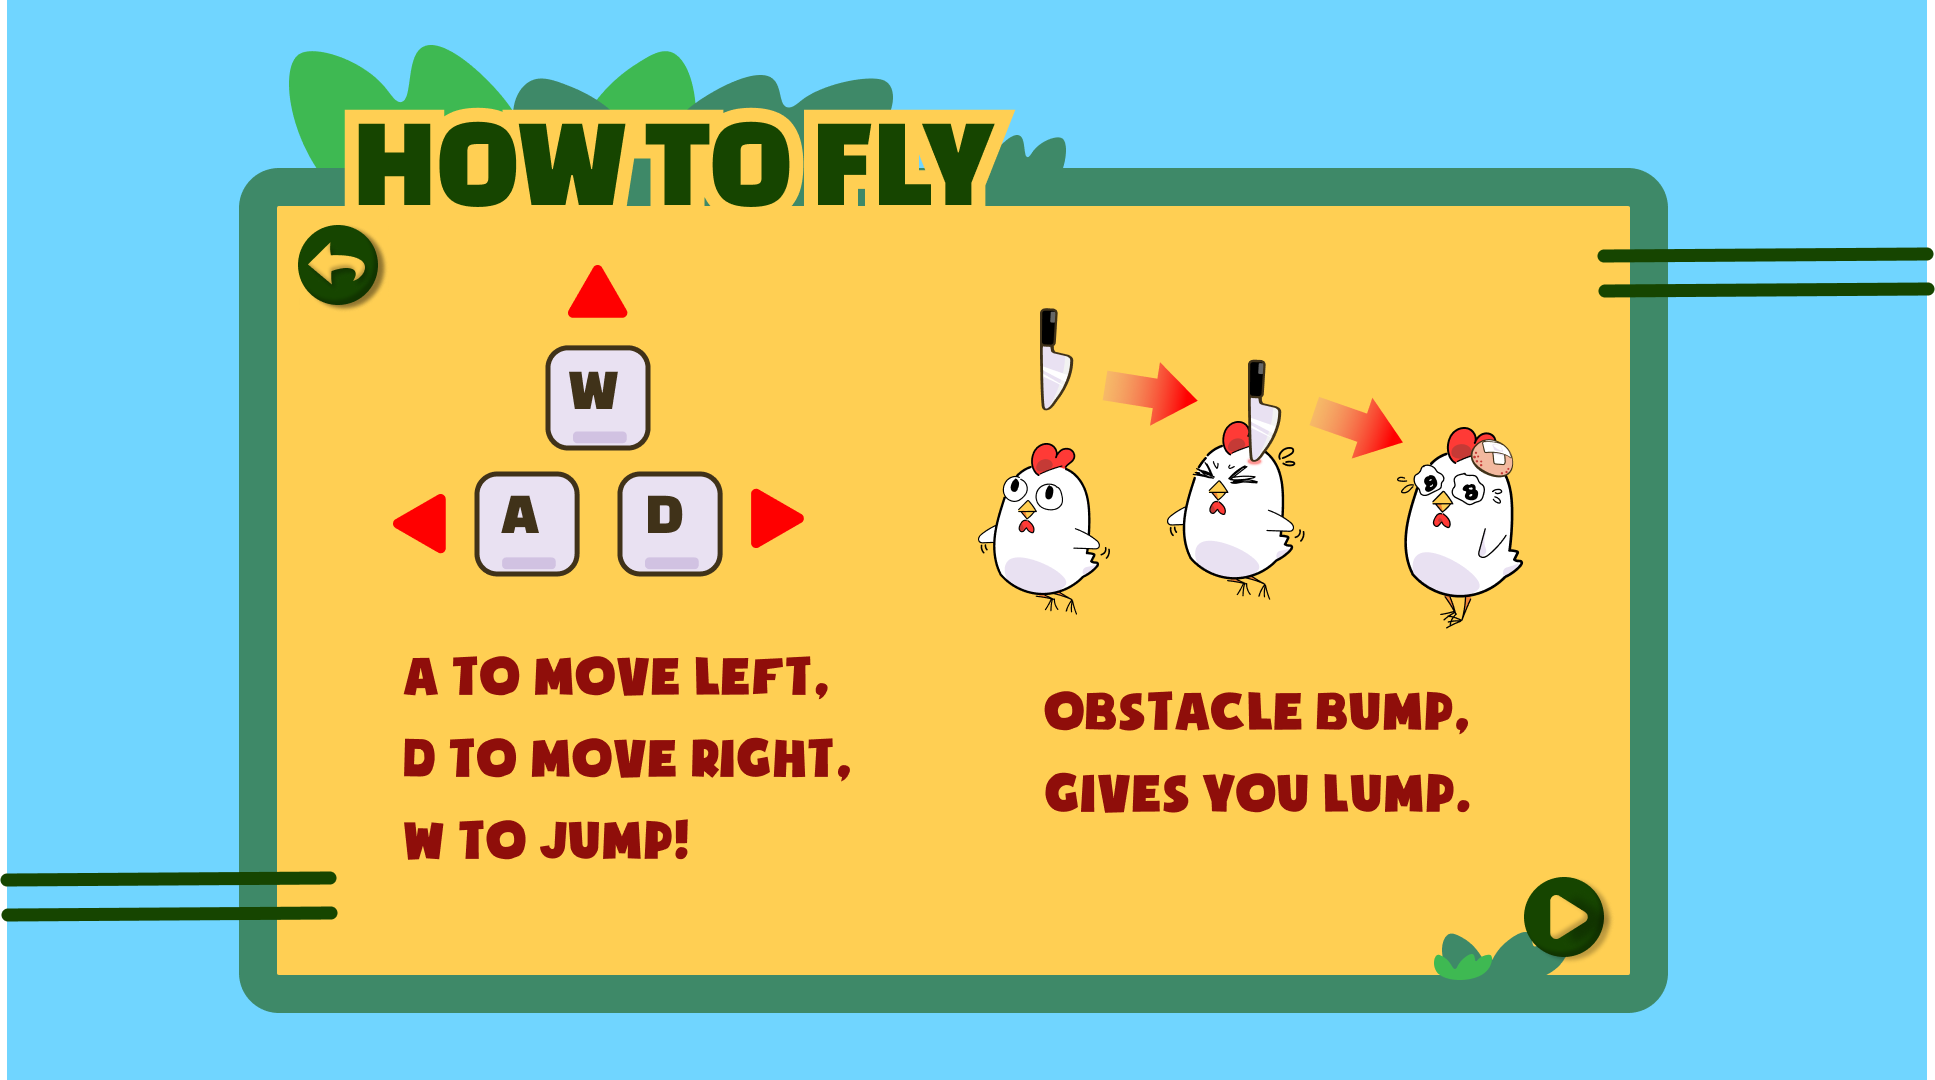 HOW TO FLY
W
A D
A TO MOVE LEFT,
D TO MOVE RIGHT,
W TO JUMP!
OBSTACLE BUMP,
GIVES YOU LUMP.